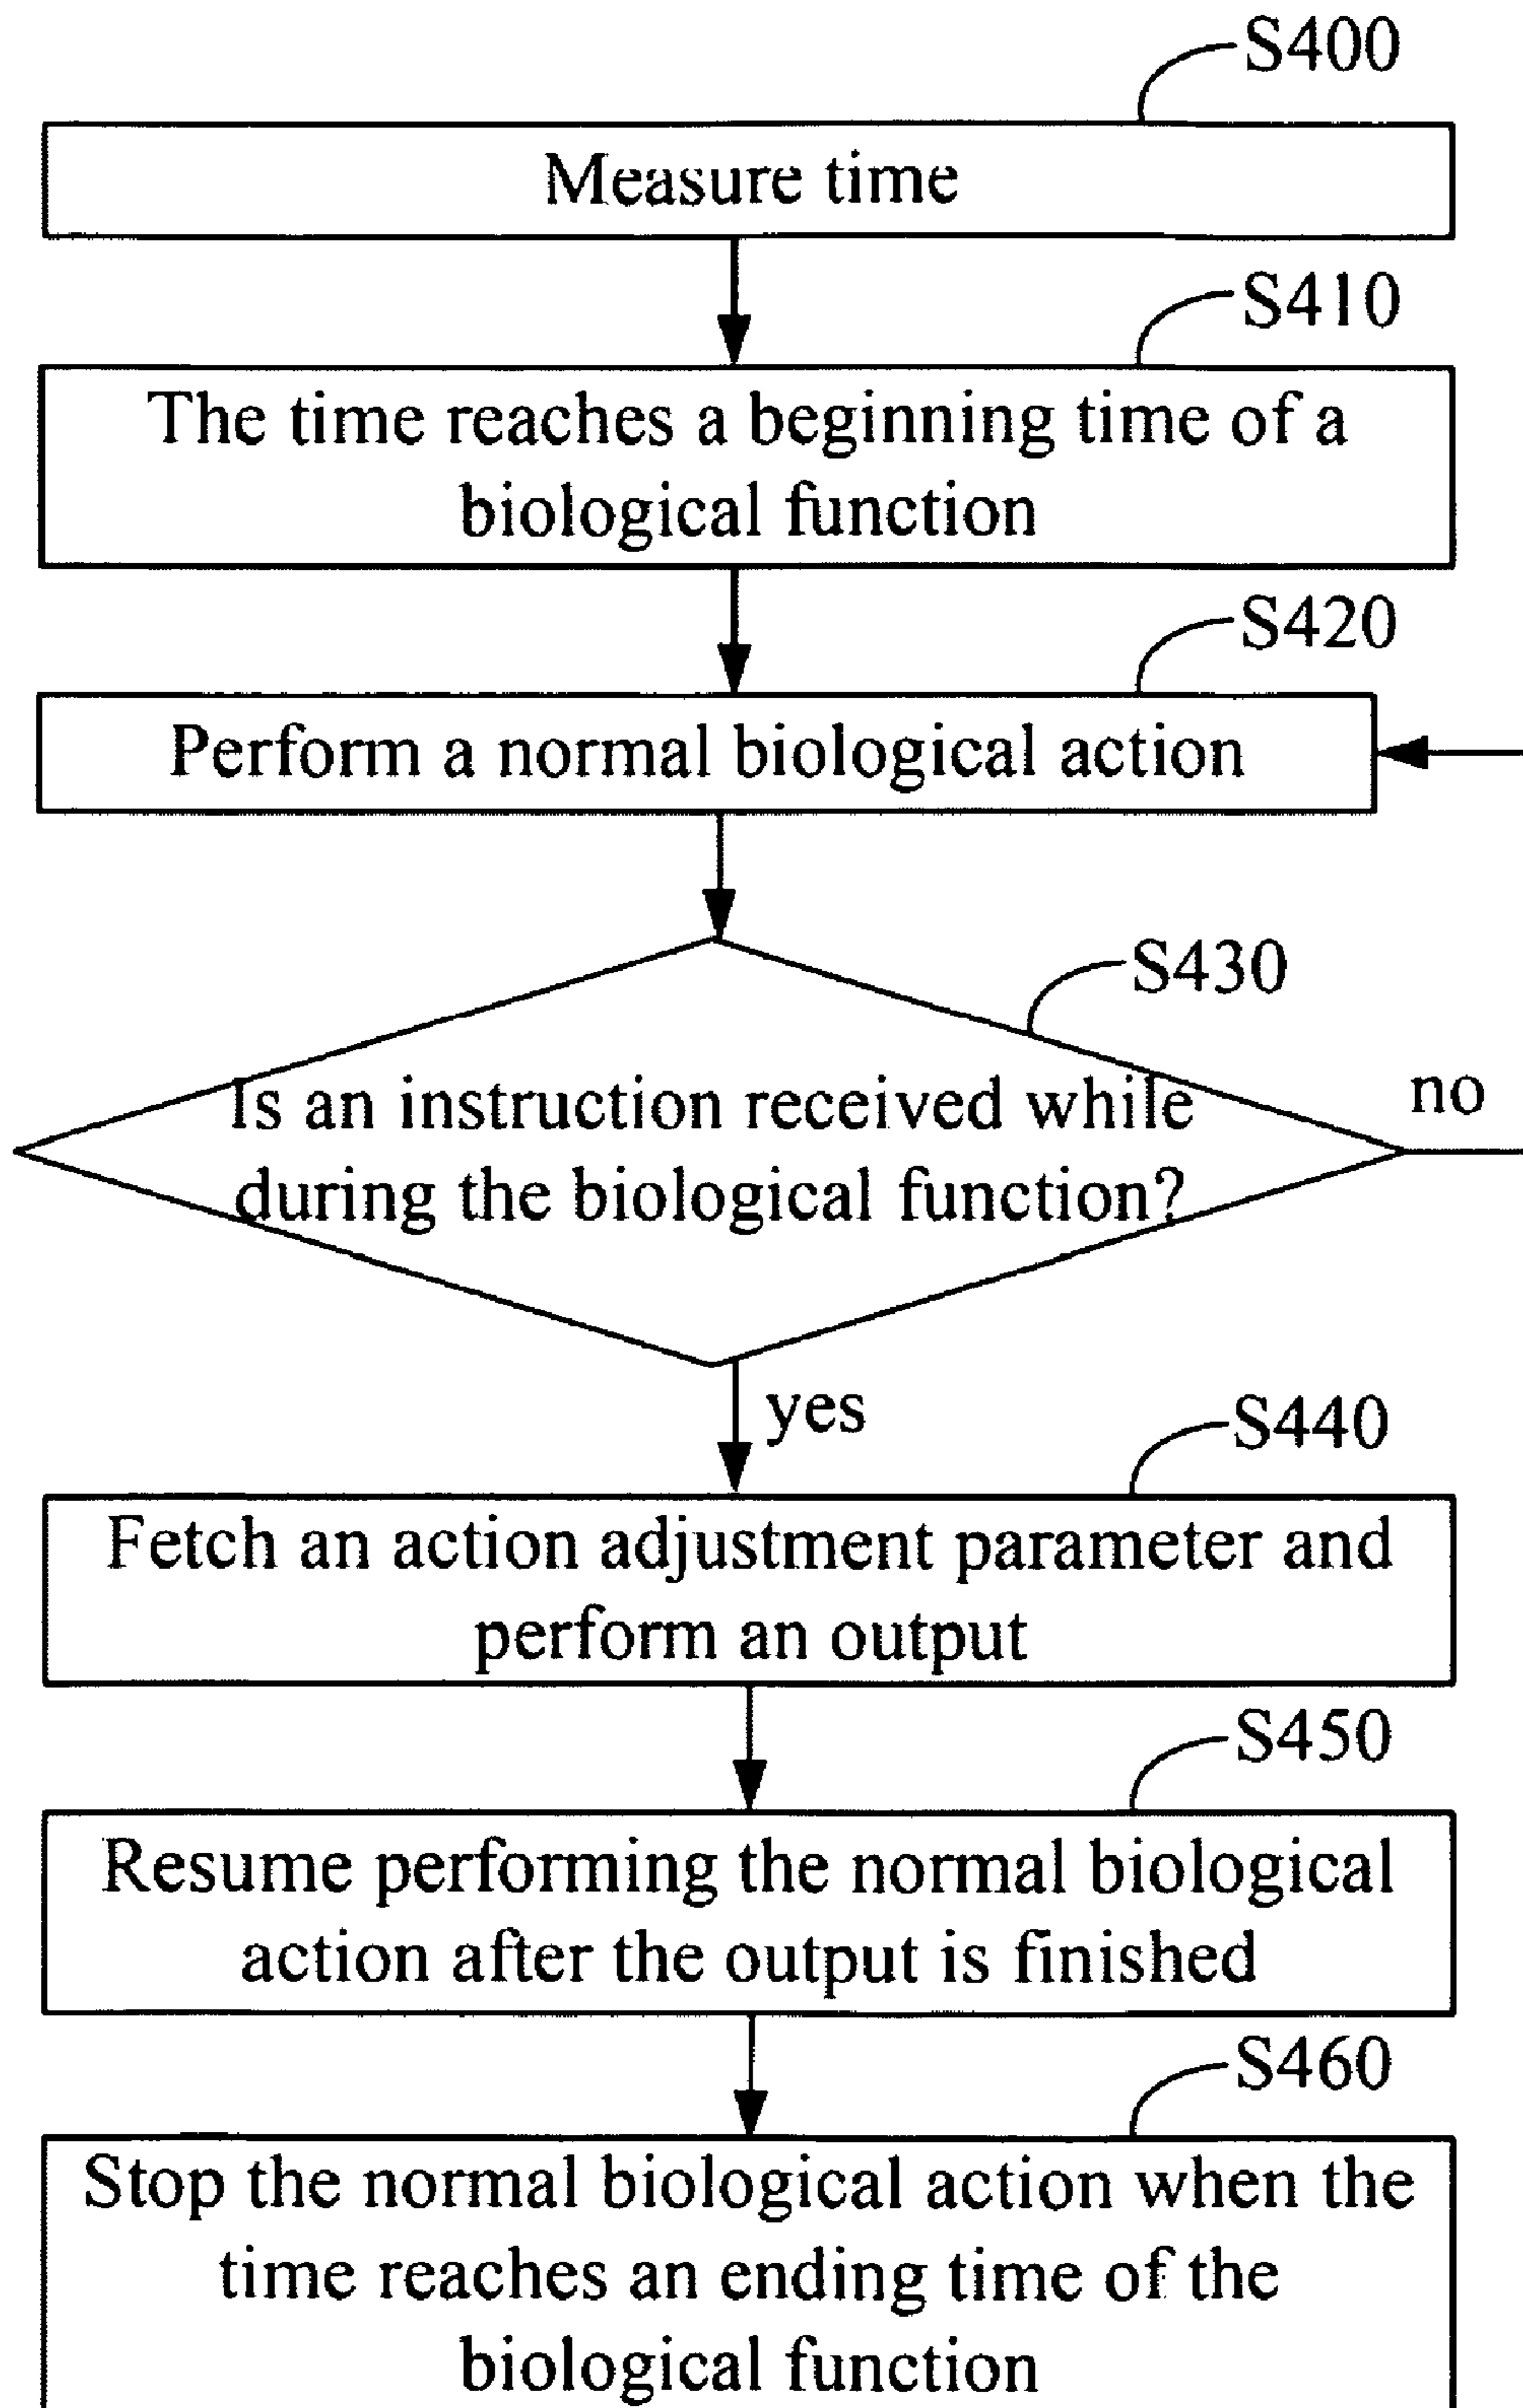 S400
Measure time
S410
The time reaches a beginning time of a
biological function
S420
Perform a normal biological action
S430
Is an instruction received while
during the biological function?
no
yes
S440
Fetch an action adjustment parameter and
perform an output
S450
Resume performing the normal biological
action after the output is finished
S460
Stop the normal biological action when the
time reaches an ending time of the
biological function